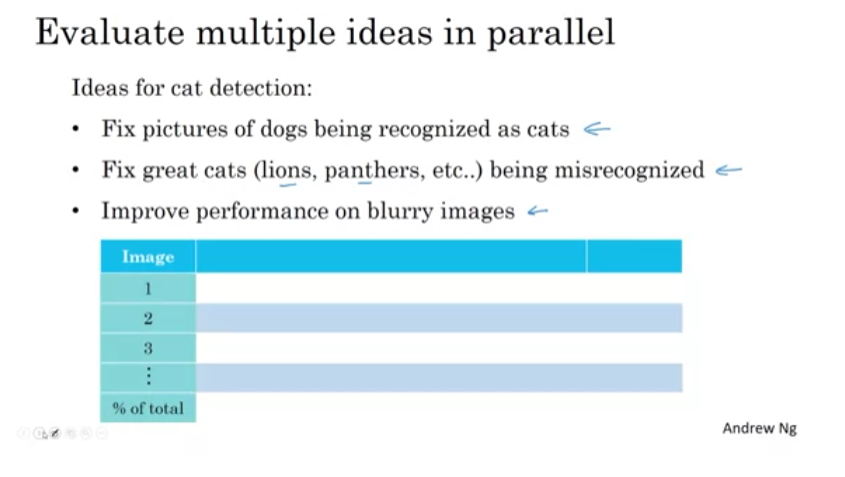 Evaluate multiple ideas in parallel
Ideas for cat detection:
• Fix pictures of dogs being recognized as cats
• Fix great cats (lions, panthers, etc..) being misrecognized
• Improve performance on blurry images
Image
1
2
3
⋮
% of total
Andrew Ng